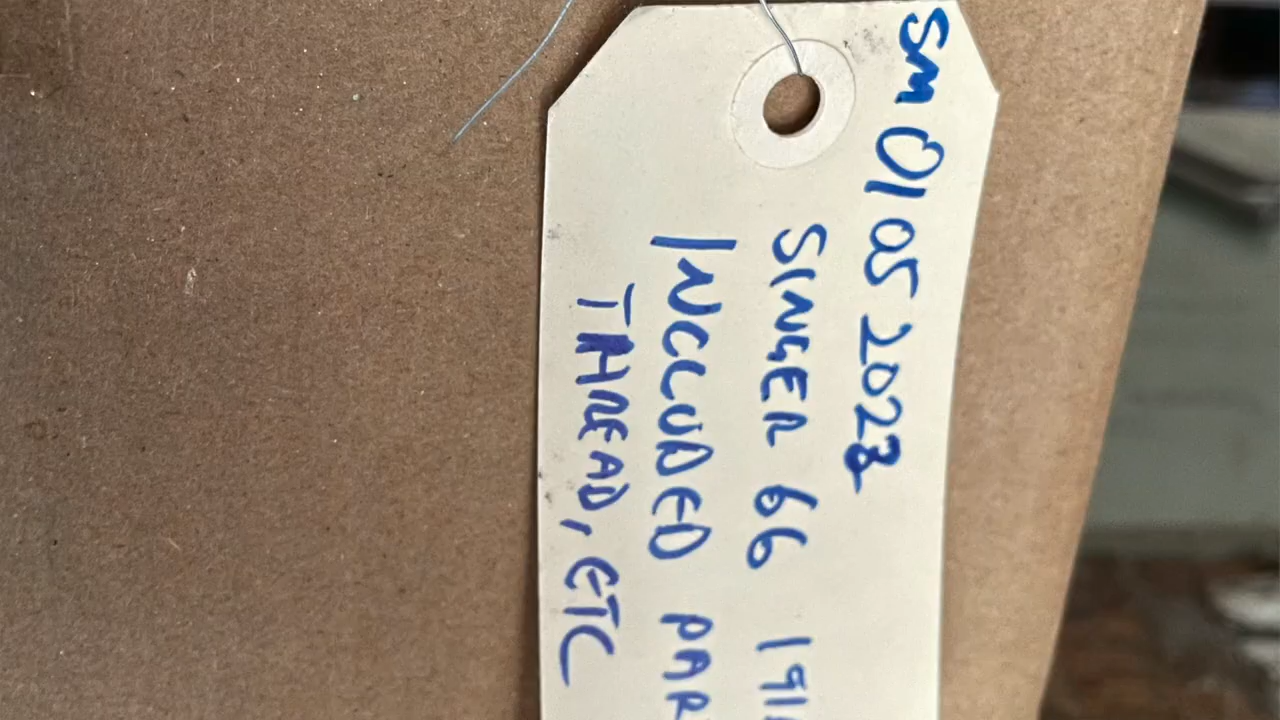 SM 01 05 2023
SINGER 66 191
INCLUDED PAR
THREAD, ETC